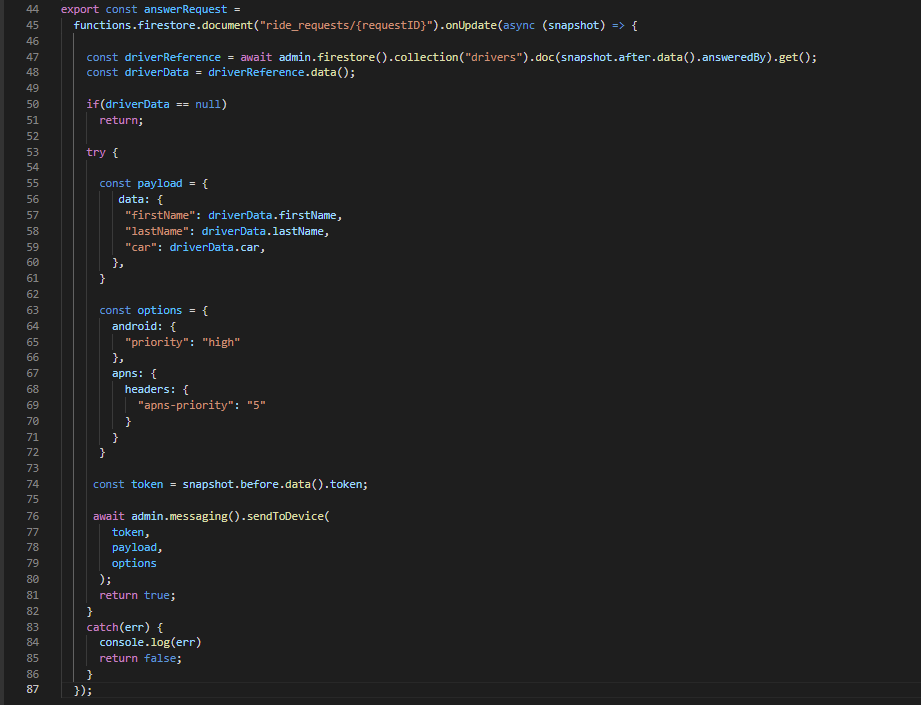 44 export const answerRequest =
45 functions.firestore.document("ride_requests/{requestID}").onUpdate(async (snapshot) => {
46
47 const driverReference = await admin.firestore().collection("drivers").doc(snapshot.after.data().answeredBy).get();
48 const driverData = driverReference.data();
49
50 if(driverData == null)
51 return;
52
53 try {
54
55 const payload = {
56 data: {
57 "firstName": driverData.firstName,
58 "lastName": driverData.lastName,
59 "car": driverData.car,
60 },
61 }
62
63 const options = {
64 android: {
65 "priority": "high"
66 },
67 apns: {
68 headers: {
69 "apns-priority": "5"
70 }
71 }
72 }
73
74 const token = snapshot.before.data().token;
75
76 await admin.messaging().sendToDevice(
77 token,
78 payload,
79 options
80 );
81 return true;
82 }
83 catch(err) {
84 console.log(err)
85 return false;
86 }
87 });